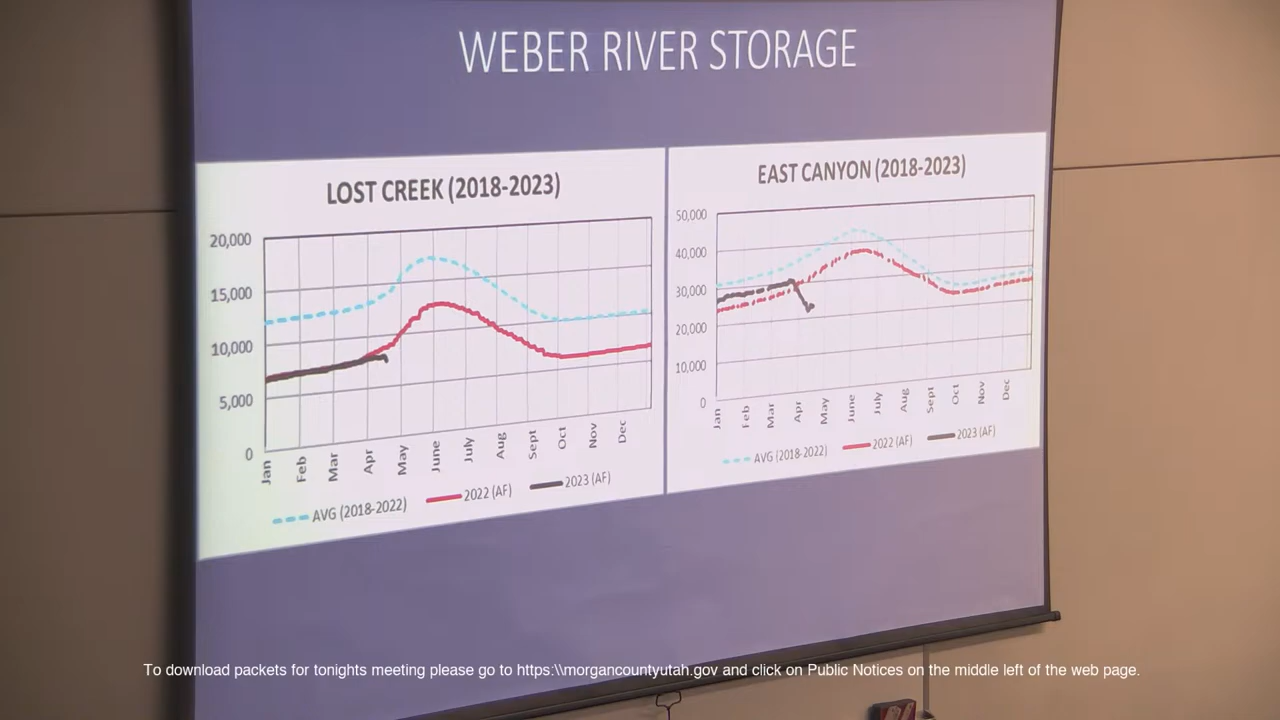 WEBER RIVER STORAGE
LOST CREEK (2018-2023)
20,000
15,000
10,000
5,000
0
Jan
Feb
Mar
Apr
May
June
July
Aug
Sept
Oct
Nov
Dec
AVG (2018-2022)
2022 (AF)
2023 (AF)
EAST CANYON (2018-2023)
50,000
40,000
30,000
20,000
10,000
0
Jan
Feb
Mar
Apr
May
June
July
Aug
Sept
Oct
Nov
Dec
AVG (2018-2022)
2022 (AF)
2023 (AF)
To download packets for tonights meeting please go to https:\\morgancountyutah.gov and click on Public Notices on the middle left of the web page.